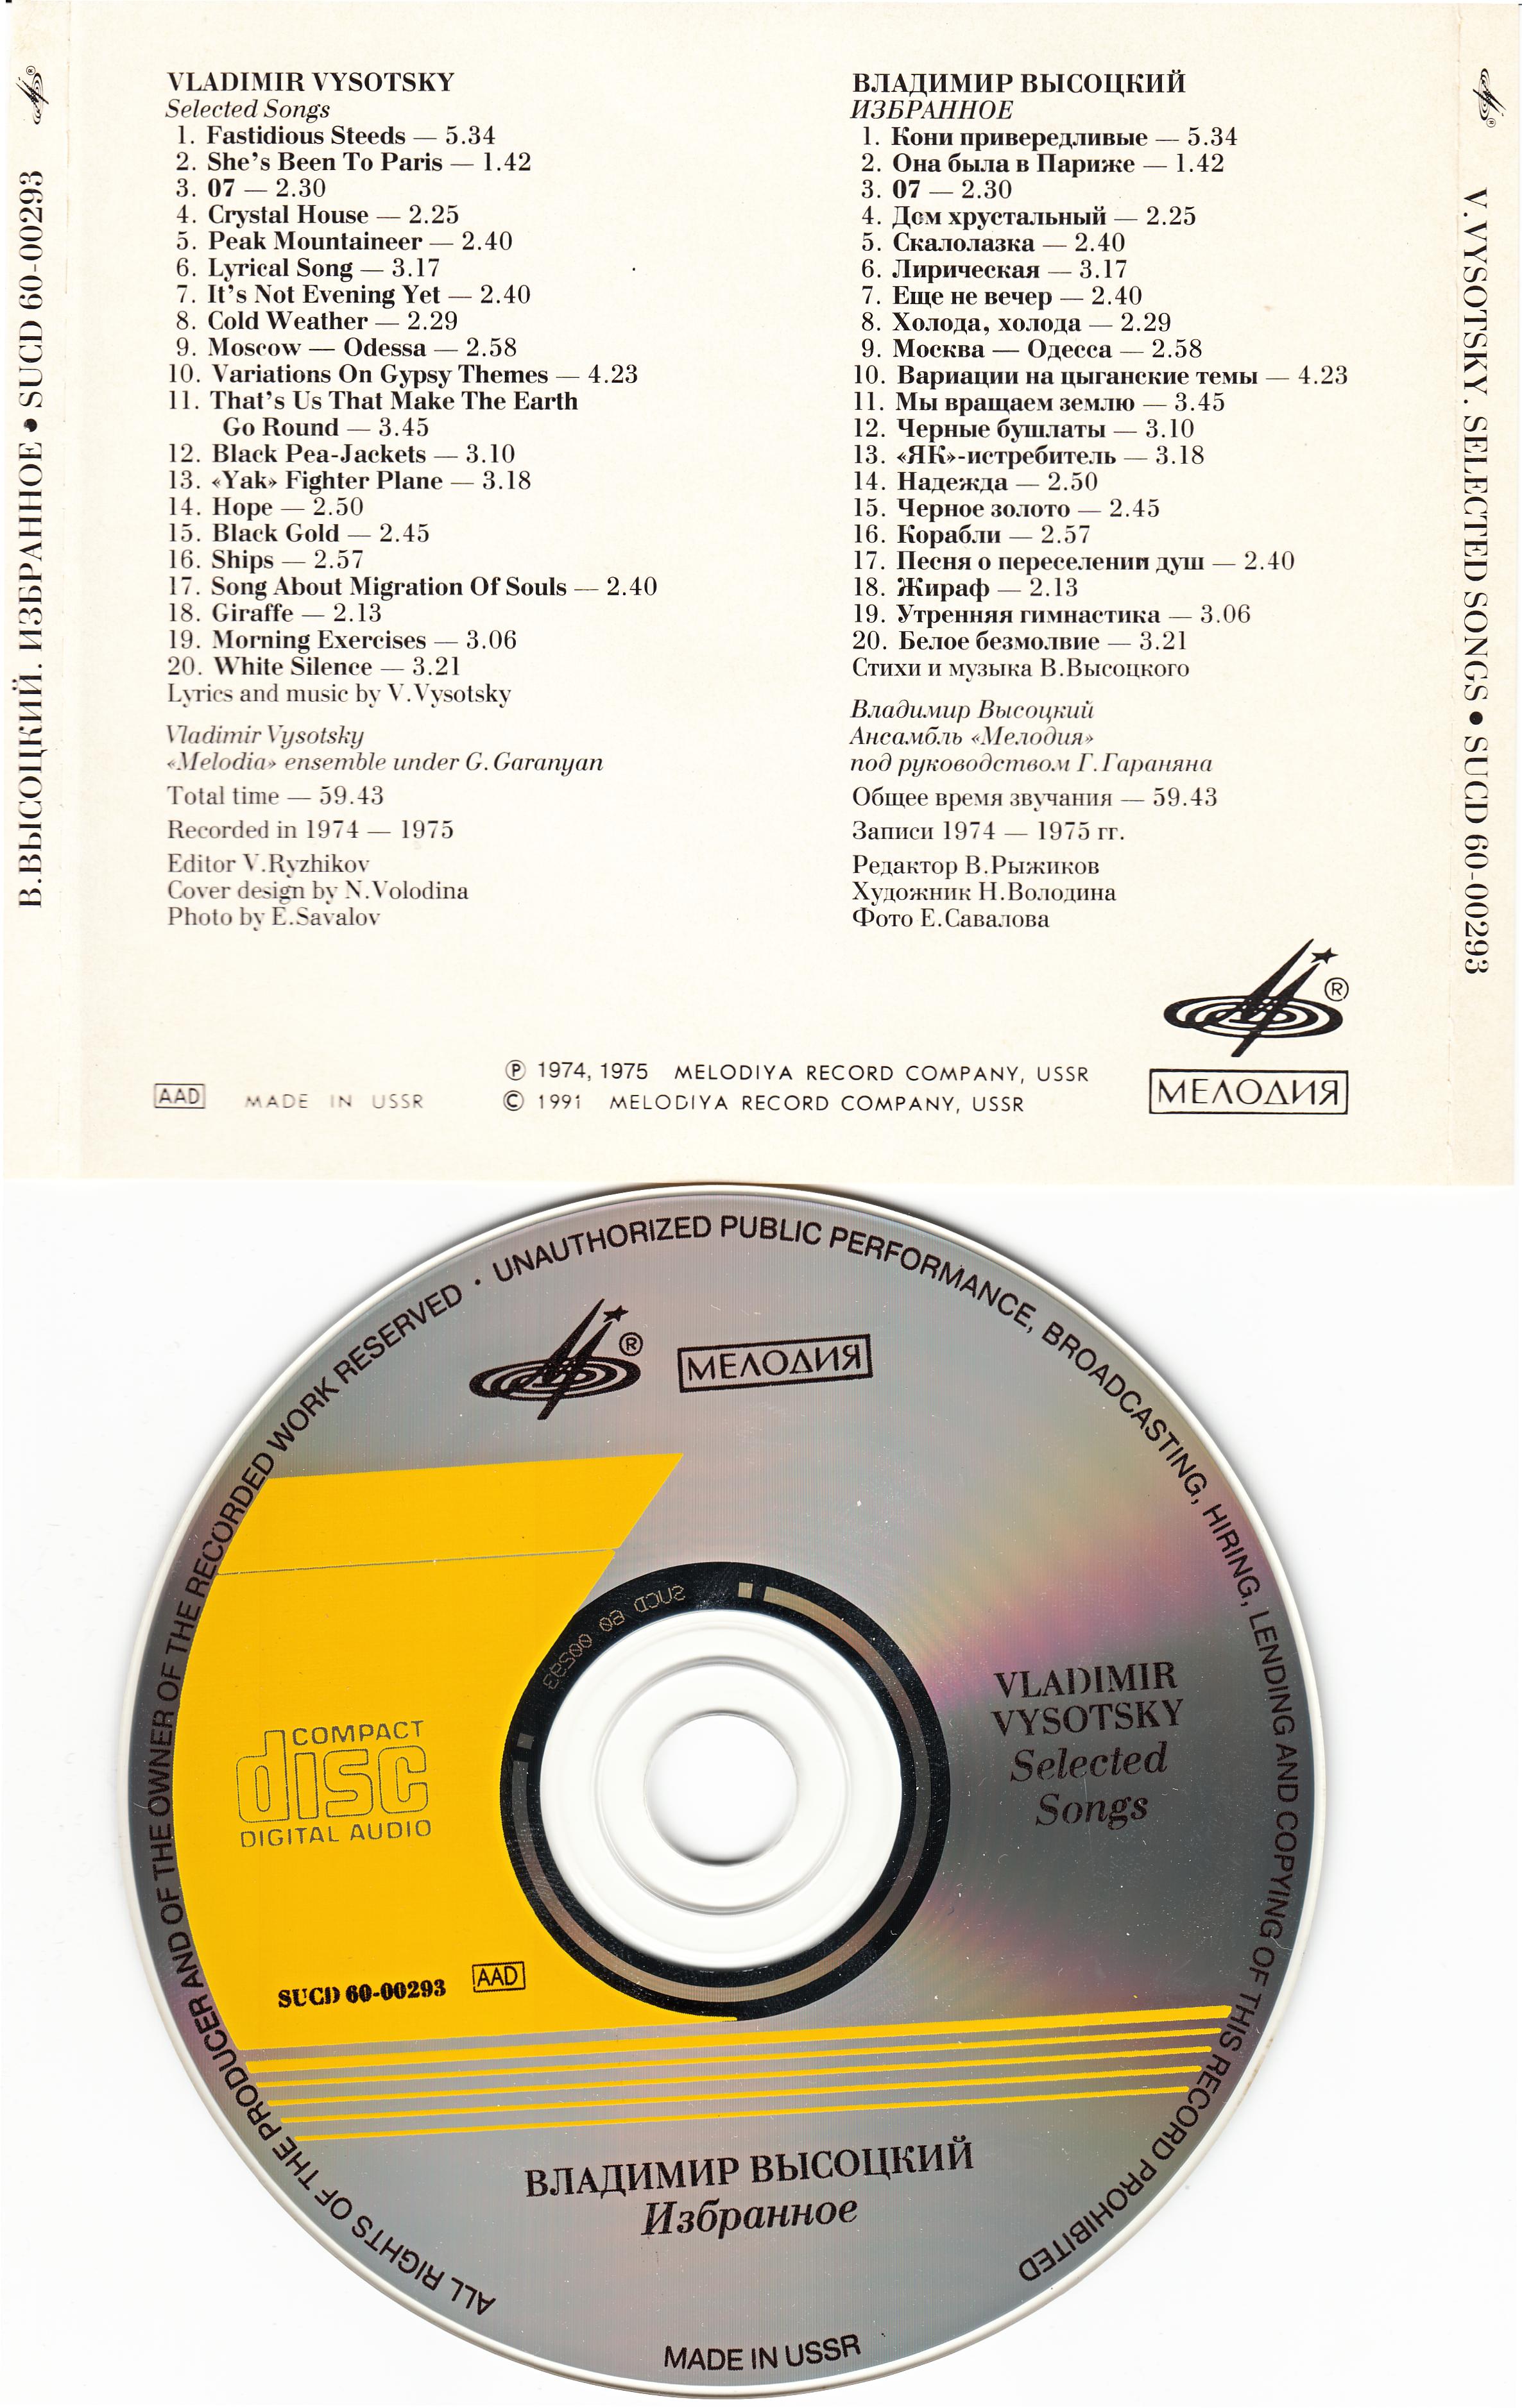 В.ВЫСОЦКИЙ. ИЗБРАННОЕ • SUCD 60-00293
VLADIMIR VYSOTSKY
Selected Songs
1. Fastidious Steeds — 5.34
2. She's Been To Paris — 1.42
3. 07 — 2.30
4. Crystal House — 2.25
5. Peak Mountaineer — 2.40
6. Lyrical Song — 3.17
7. It's Not Evening Yet — 2.40
8. Cold Weather — 2.29
9. Moscow — Odessa — 2.58
10. Variations On Gypsy Themes — 4.23
11. That's Us That Make The Earth
Go Round — 3.45
12. Black Pea-Jackets — 3.10
13. «Yak» Fighter Plane — 3.18
14. Hope — 2.50
15. Black Gold — 2.45
16. Ships — 2.57
17. Song About Migration Of Souls — 2.40
18. Giraffe — 2.13
19. Morning Exercises — 3.06
20. White Silence — 3.21
Lyrics and music by V.Vysotsky
Vladimir Vysotsky
«Melodia» ensemble under G.Garanyan
Total time — 59.43
Recorded in 1974 — 1975
Editor V.Ryzhikov
Cover design by N.Volodina
Photo by E.Savalov
ВЛАДИМИР ВЫСОЦКИЙ
ИЗБРАННОЕ
1. Кони привередливые — 5.34
2. Она была в Париже — 1.42
3. 07 — 2.30
4. Дом хрустальный — 2.25
5. Скалолазка — 2.40
6. Лирическая — 3.17
7. Еще не вечер — 2.40
8. Холода, холода — 2.29
9. Москва — Одесса — 2.58
10. Вариации на цыганские темы — 4.23
11. Мы вращаем землю — 3.45
12. Черные бушлаты — 3.10
13. «ЯК»-истребитель — 3.18
14. Надежда — 2.50
15. Черное золото — 2.45
16. Корабли — 2.57
17. Песня о переселении душ — 2.40
18. Жираф — 2.13
19. Утренняя гимнастика — 3.06
20. Белое безмолвие — 3.21
Стихи и музыка В.Высоцкого
Владимир Высоцкий
Ансамбль «Мелодия»
под руководством Г.Гараняна
Общее время звучания — 59.43
Записи 1974 — 1975 гг.
Редактор В.Рыжиков
Художник Н.Володина
Фото Е.Савалова
V.VYSOTSKY. SELECTED SONGS • SUCD 60-00293
®
МЕЛОДИЯ
AAD MADE IN USSR
℗ 1974, 1975 MELODIYA RECORD COMPANY, USSR
© 1991 MELODIYA RECORD COMPANY, USSR
ALL RIGHTS OF THE PRODUCER AND OF THE OWNER OF THE RECORDED WORK RESERVED · UNAUTHORIZED PUBLIC PERFORMANCE, BROADCASTING, HIRING, LENDING AND COPYING OF THIS RECORD PROHIBITED
®
МЕЛОДИЯ
SUCD 60 00293
COMPACT
disc
DIGITAL AUDIO
VLADIMIR
VYSOTSKY
Selected
Songs
SUCD 60-00293 AAD
ВЛАДИМИР ВЫСОЦКИЙ
Избранное
MADE IN USSR